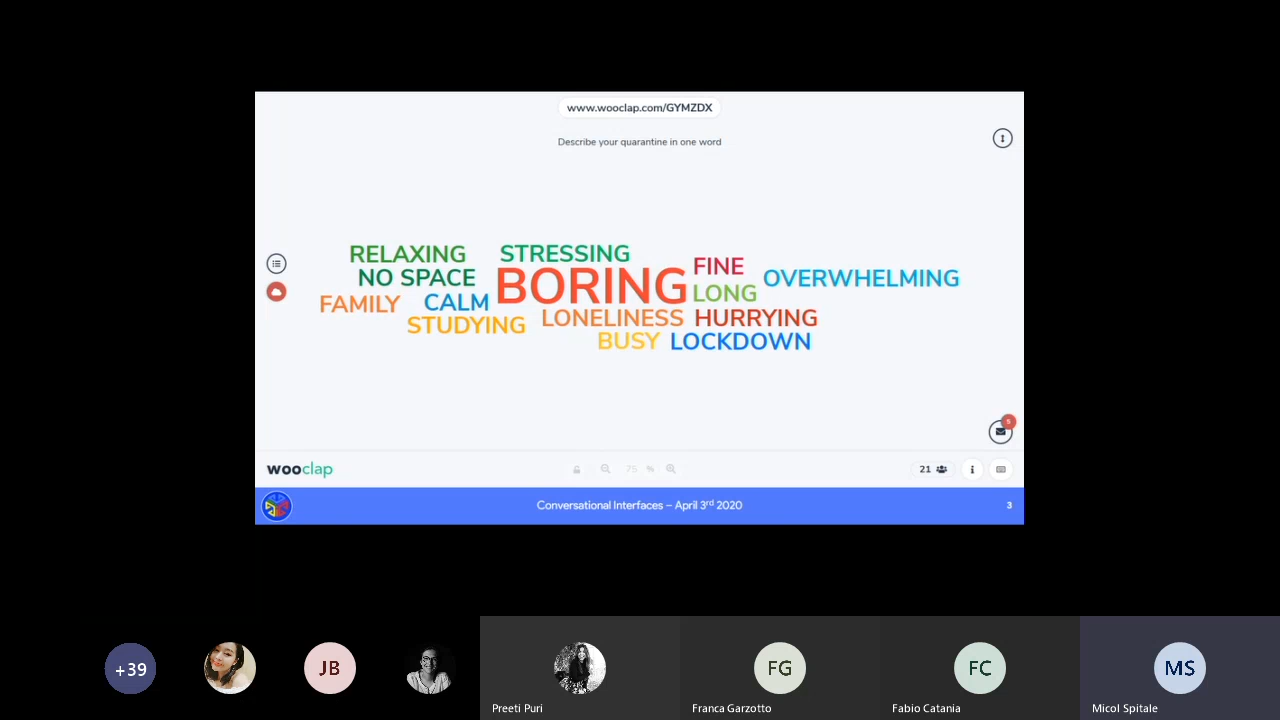 www.wooclap.com/GYMZDX
Describe your quarantine in one word
RELAXING STRESSING
NO SPACE BORING FINE OVERWHELMING
FAMILY CALM LONG
STUDYING LONELINESS HURRYING
BUSY LOCKDOWN
wooclap 75 % 21
Conversational Interfaces – April 3rd 2020 3
+39 JB FG FC MS
Preeti Puri Franca Garzotto Fabio Catania Micol Spitale